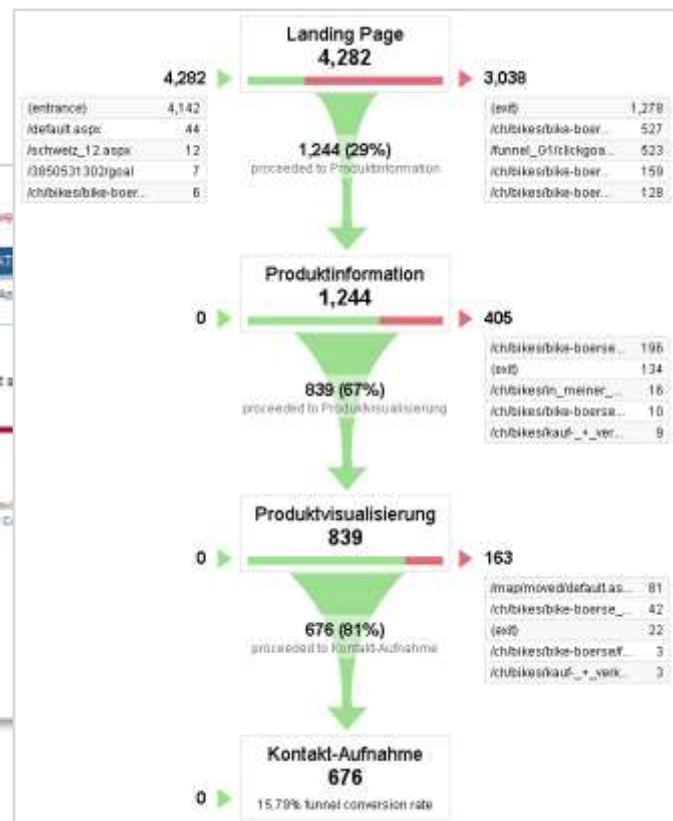 Landing Page
4,282
4,282
3,038
(entrance) 4,142
/default.aspx 44
/schweiz_12.aspx 12
/3850531302/goal 7
/ch/bikes/bike-boer... 6
(exit) 1,278
/ch/bikes/bike-boer... 527
/funnel_G1/clickgoa... 523
/ch/bikes/bike-boer... 159
/ch/bikes/bike-boer... 128
1,244 (29%)
proceeded to Produktinformation
Produktinformation
1,244
0
405
/ch/bikes/bike-boerse... 196
(exit) 134
/ch/bikes/in_meiner_... 16
/ch/bikes/bike-boerse... 10
/ch/bikes/kauf-_+_ver... 9
839 (67%)
proceeded to Produktvisualisierung
Produktvisualisierung
839
0
163
/map/moved/default.as... 81
/ch/bikes/bike-boerse_... 42
(exit) 22
/ch/bikes/bike-boerse/f... 3
/ch/bikes/kauf-_+_verk... 3
676 (81%)
proceeded to Kontakt-Aufnahme
Kontakt-Aufnahme
676
0
15,79% funnel conversion rate